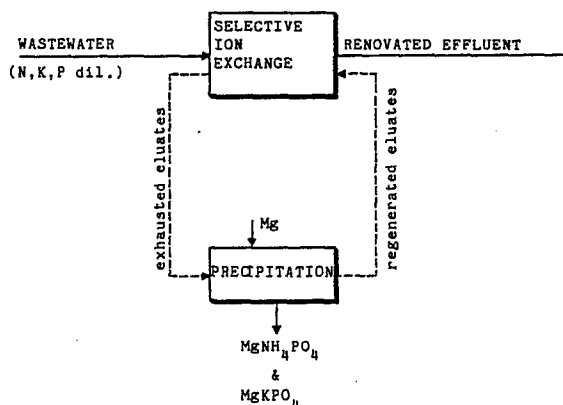 SELECTIVE
ION
EXCHANGE
WASTEWATER
(N,K,P dil.)
RENOVATED EFFLUENT
exhausted eluates
regenerated eluates
Mg
PRECIPITATION
MgNH₄PO₄
&
MgKPO₄